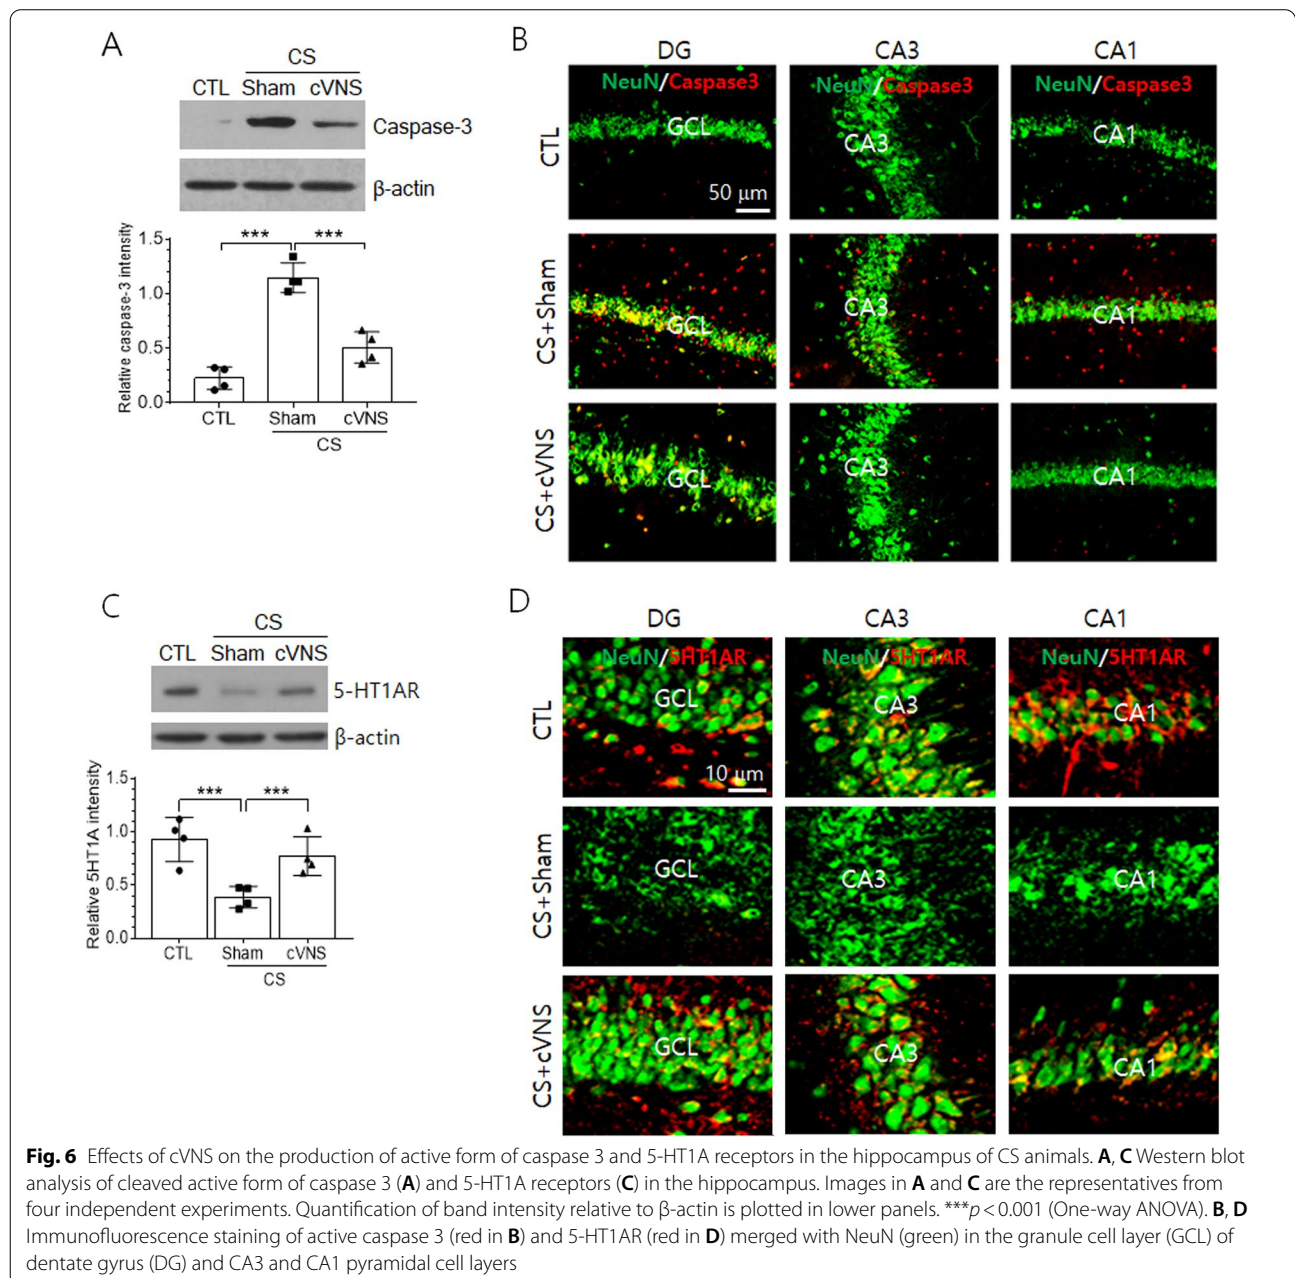 A
CS
CTL Sham cVNS
Caspase-3
β-actin
Relative caspase-3 intensity
1.5
1.0
0.5
0.0
*** ***
CTL Sham cVNS
CS
B
DG CA3 CA1
CTL
NeuN/Caspase3 NeuN/Caspase3 NeuN/Caspase3
GCL CA3 CA1
50 μm
CS+Sham
GCL CA3 CA1
CS+cVNS
GCL CA3 CA1
C
CS
CTL Sham cVNS
5-HT1AR
β-actin
Relative 5HT1A intensity
1.5
1.0
0.5
0.0
*** ***
CTL Sham cVNS
CS
D
DG CA3 CA1
CTL
NeuN/5HT1AR NeuN/5HT1AR NeuN/5HT1AR
GCL CA3 CA1
10 μm
CS+Sham
GCL CA3 CA1
CS+cVNS
GCL CA3 CA1
Fig. 6 Effects of cVNS on the production of active form of caspase 3 and 5-HT1A receptors in the hippocampus of CS animals. A, C Western blot
analysis of cleaved active form of caspase 3 (A) and 5-HT1A receptors (C) in the hippocampus. Images in A and C are the representatives from
four independent experiments. Quantification of band intensity relative to β-actin is plotted in lower panels. ***p < 0.001 (One-way ANOVA). B, D
Immunofluorescence staining of active caspase 3 (red in B) and 5-HT1AR (red in D) merged with NeuN (green) in the granule cell layer (GCL) of
dentate gyrus (DG) and CA3 and CA1 pyramidal cell layers